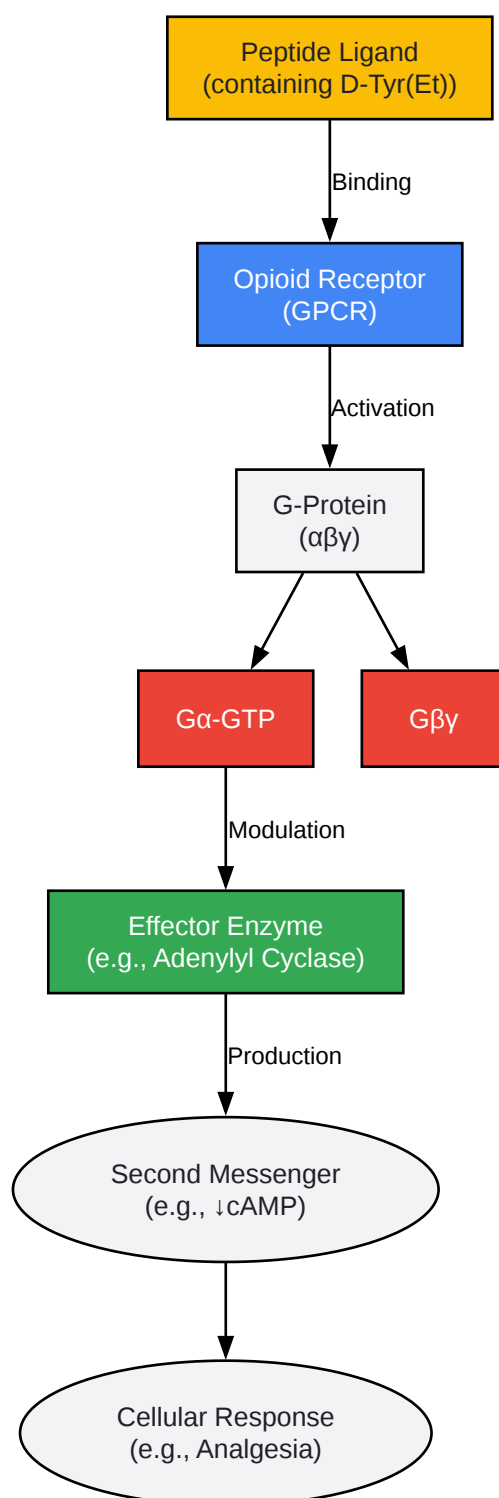 Peptide Ligand
(containing D-Tyr(Et))
Binding
Opioid Receptor
(GPCR)
Activation
G-Protein
(αβγ)
Gα-GTP
Gβγ
Modulation
Effector Enzyme
(e.g., Adenylyl Cyclase)
Production
Second Messenger
(e.g., ↓cAMP)
Cellular Response
(e.g., Analgesia)